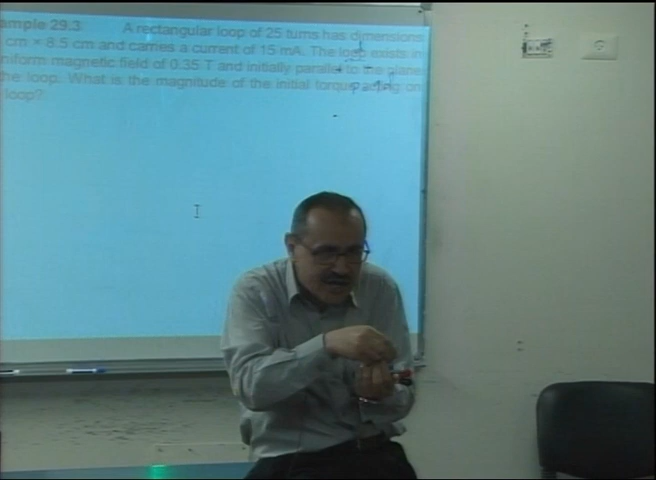 ample 29.3 A rectangular loop of 25 turns has dimensions
cm × 8.5 cm and carries a current of 15 mA. The loop exists in
niform magnetic field of 0.35 T and initially parallel to the plane
he loop. What is the magnitude of the initial torque acting on
loop?